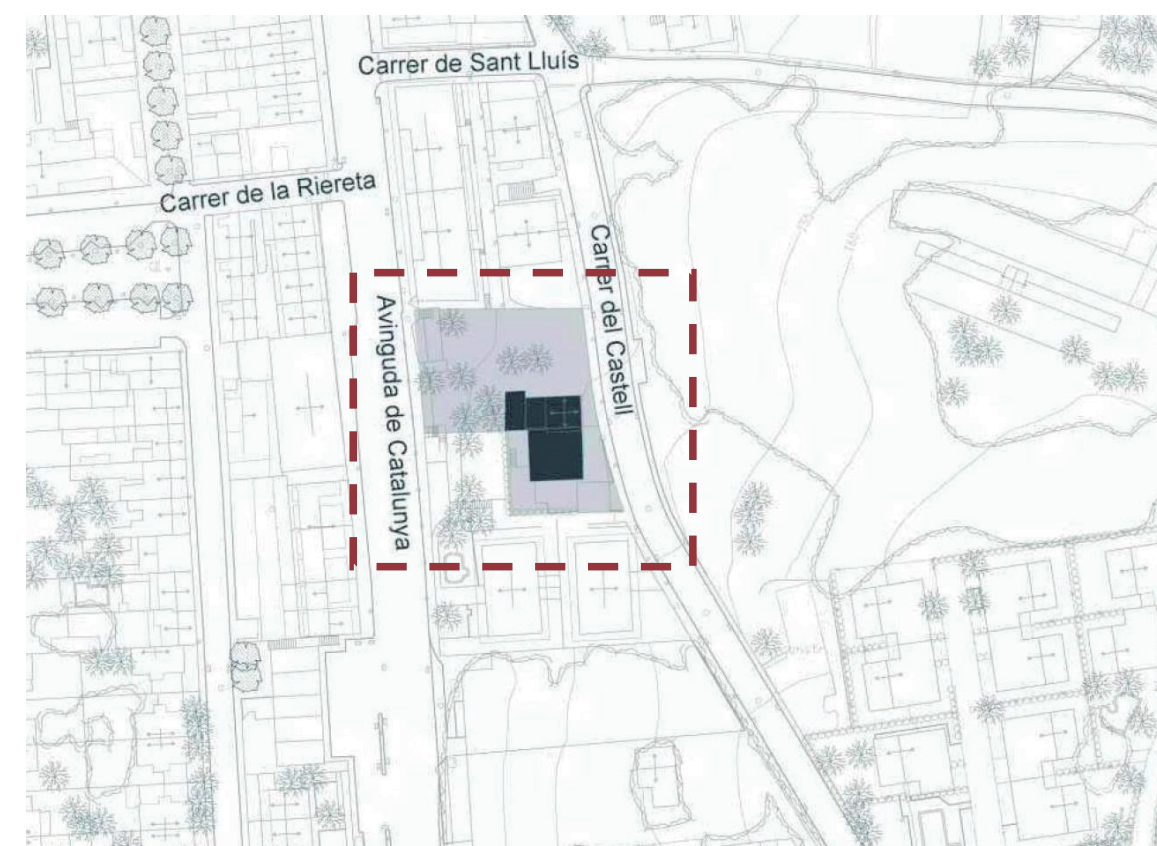 Carrer de Sant Lluís
Carrer de la Riereta
Carrer del Castell
Avinguda de Catalunya